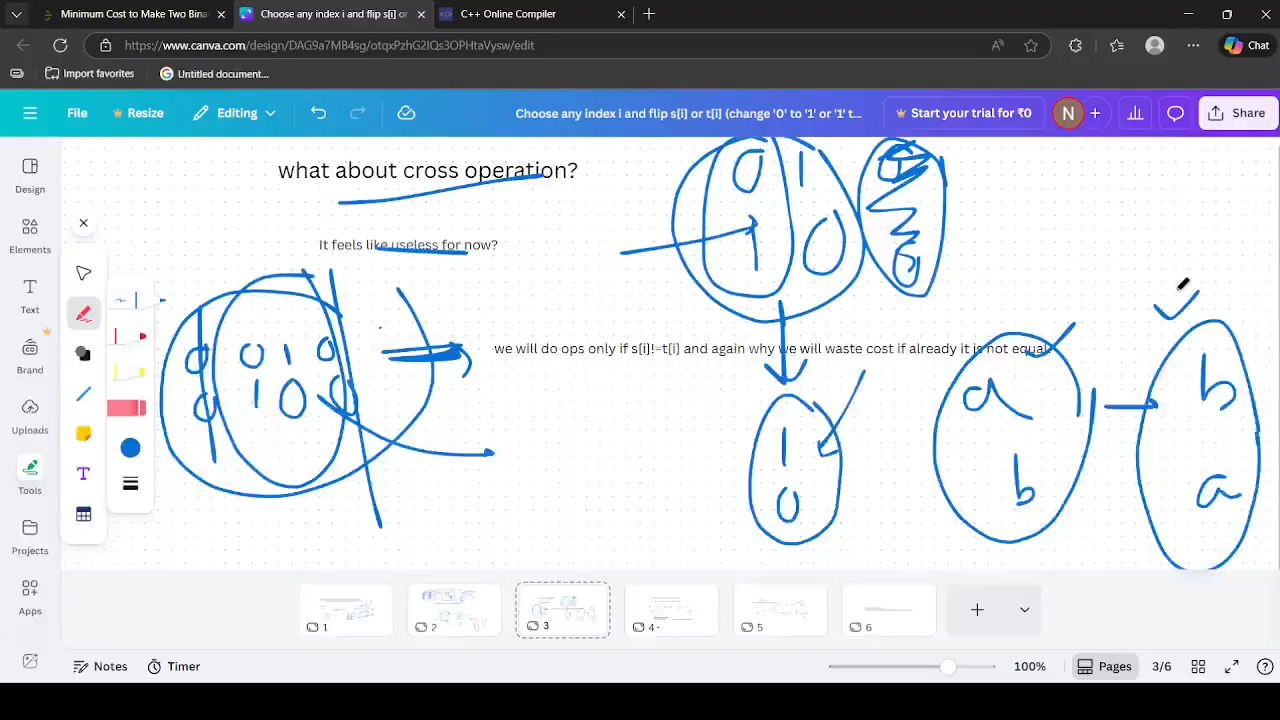 Minimum Cost to Make Two Bina
Choose any index i and flip s[i] or
C++ Online Compiler
https://www.canva.com/design/DAG9a7MB4sg/otqxPzhG2IQs3OPHtaVysw/edit
Chat
Import favorites
Untitled document...
File
Resize
Editing
Choose any index i and flip s[i] or t[i] (change '0' to '1' or '1' t...
Start your trial for ₹0
N
Share
Design
Elements
Text
Brand
Uploads
Tools
Projects
Apps
what about cross operation?
It feels like useless for now?
0 1
1 0
0
0 0 1 0
0 1 0 0
we will do ops only if s[i]!=t[i] and again why we will waste cost if already it is not equal
1
0
a
b
b
a
1
2
3
4 -
5
6
Notes
Timer
100%
Pages
3/6